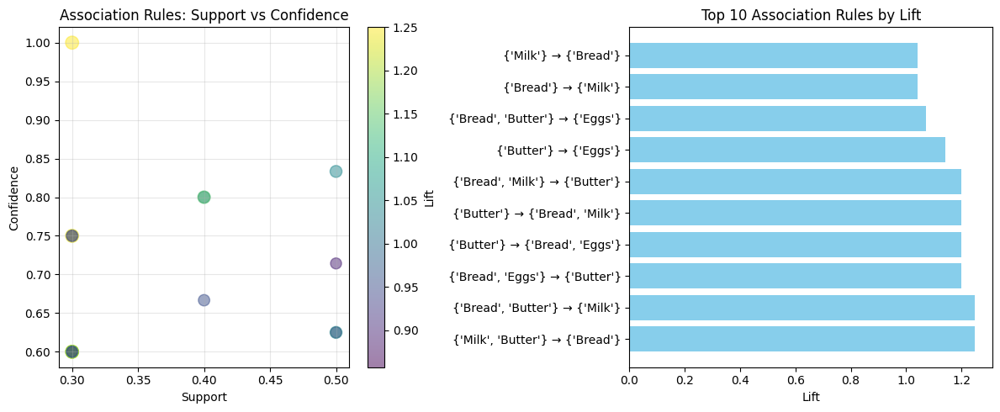 Association Rules: Support vs Confidence
1.00
0.95
0.90
0.85
0.80
0.75
0.70
0.65
0.60
Confidence
0.30
0.35
0.40
0.45
0.50
Support
1.25
1.20
1.15
1.10
1.05
1.00
0.95
0.90
Lift
Top 10 Association Rules by Lift
{'Milk'} → {'Bread'}
{'Bread'} → {'Milk'}
{'Bread', 'Butter'} → {'Eggs'}
{'Butter'} → {'Eggs'}
{'Bread', 'Milk'} → {'Butter'}
{'Butter'} → {'Bread', 'Milk'}
{'Butter'} → {'Bread', 'Eggs'}
{'Bread', 'Eggs'} → {'Butter'}
{'Bread', 'Butter'} → {'Milk'}
{'Milk', 'Butter'} → {'Bread'}
0.0
0.2
0.4
0.6
0.8
1.0
1.2
Lift